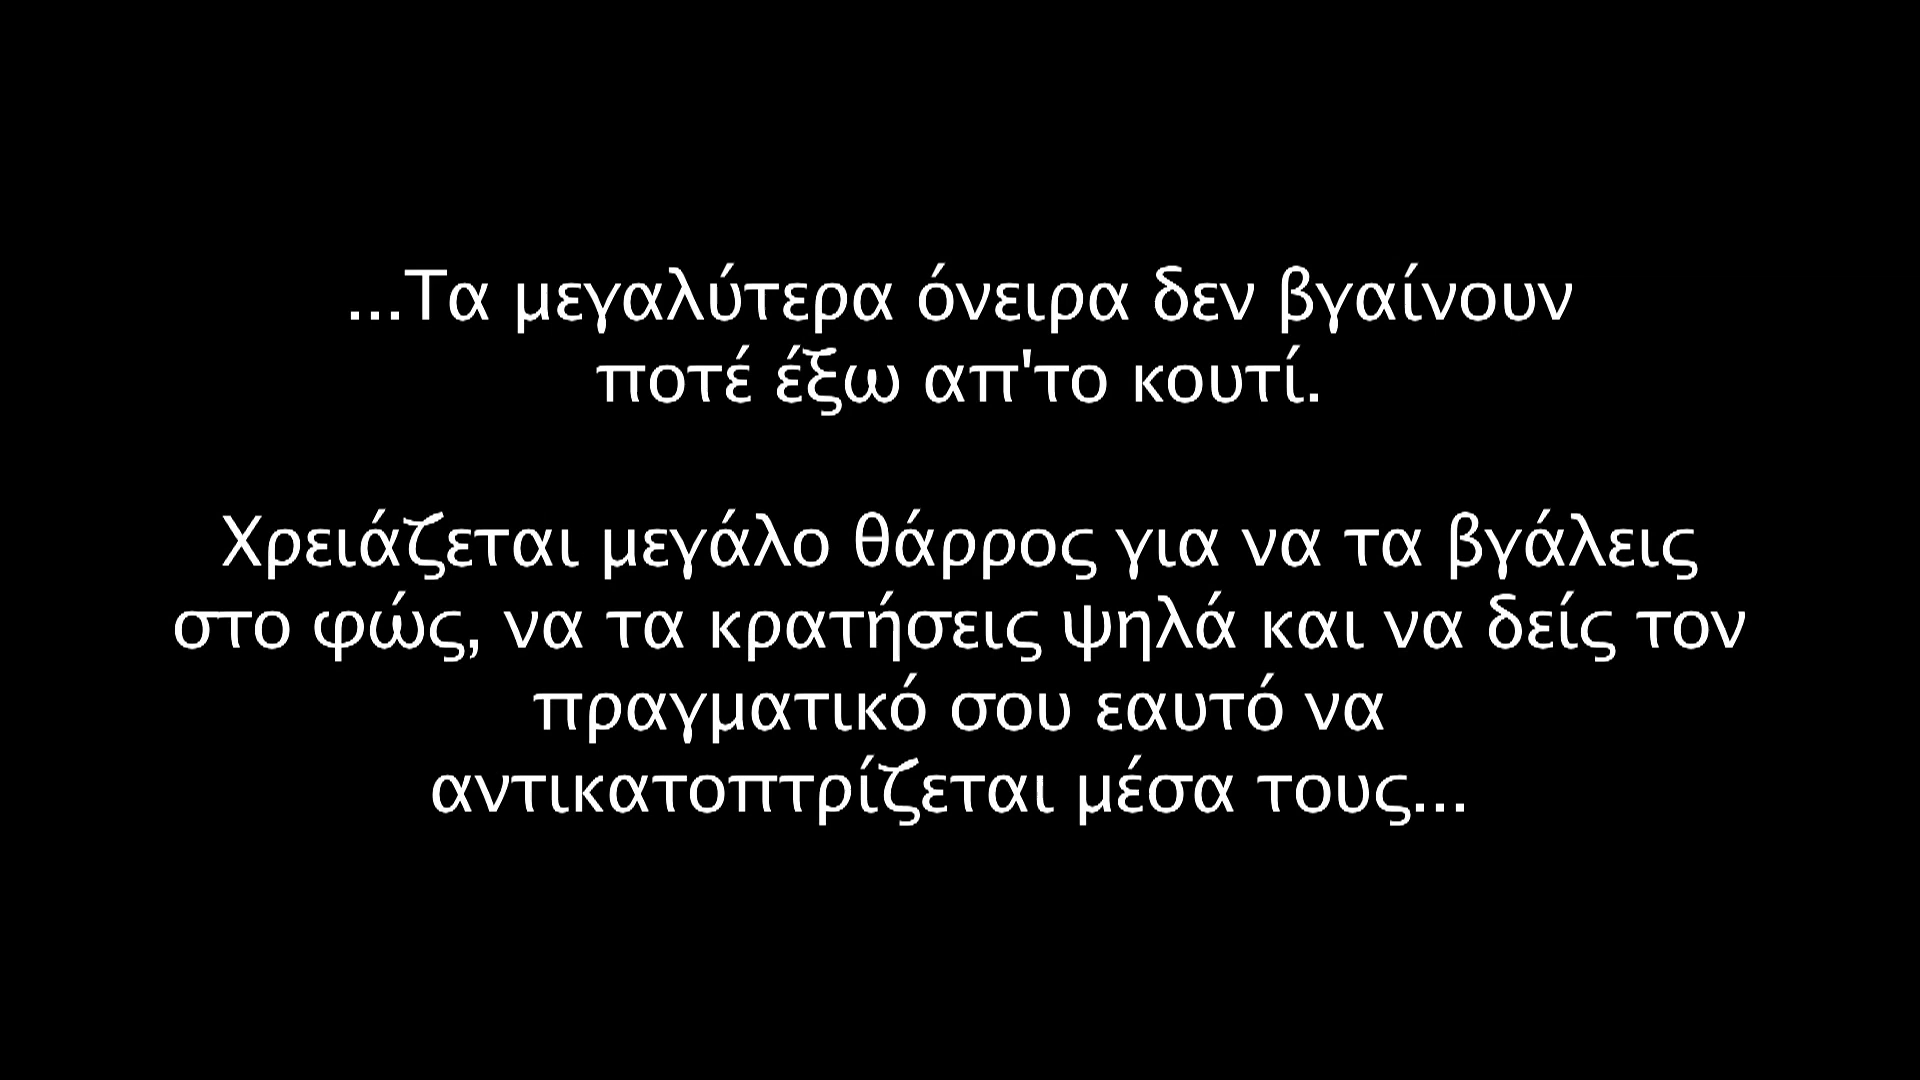 ...Τα μεγαλύτερα όνειρα δεν βγαίνουν
ποτέ έξω απ'το κουτί.
Χρειάζεται μεγάλο θάρρος για να τα βγάλεις
στο φώς, να τα κρατήσεις ψηλά και να δείς τον
πραγματικό σου εαυτό να
αντικατοπτρίζεται μέσα τους...